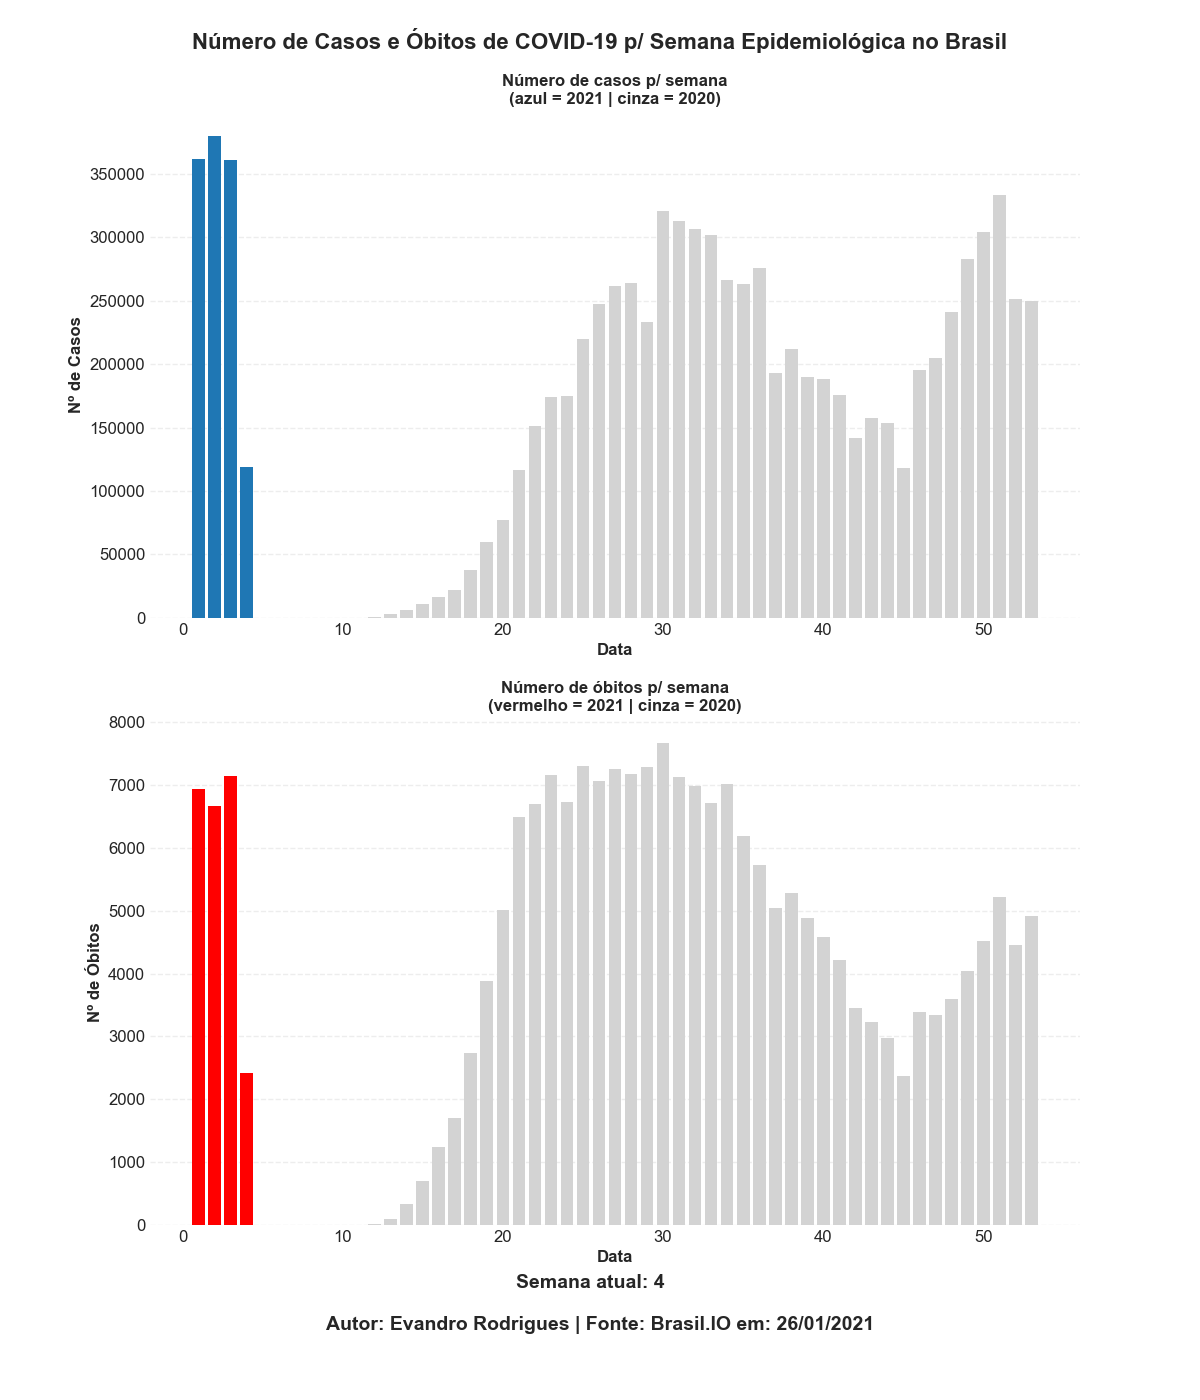 Número de Casos e Óbitos de COVID-19 p/ Semana Epidemiológica no Brasil
Número de casos p/ semana
(azul = 2021 | cinza = 2020)
350000
300000
250000
200000
150000
100000
50000
0
Nº de Casos
0 10 20 30 40 50
Data
Número de óbitos p/ semana
(vermelho = 2021 | cinza = 2020)
8000
7000
6000
5000
4000
3000
2000
1000
0
Nº de Óbitos
0 10 20 30 40 50
Data
Semana atual: 4
Autor: Evandro Rodrigues | Fonte: Brasil.IO em: 26/01/2021